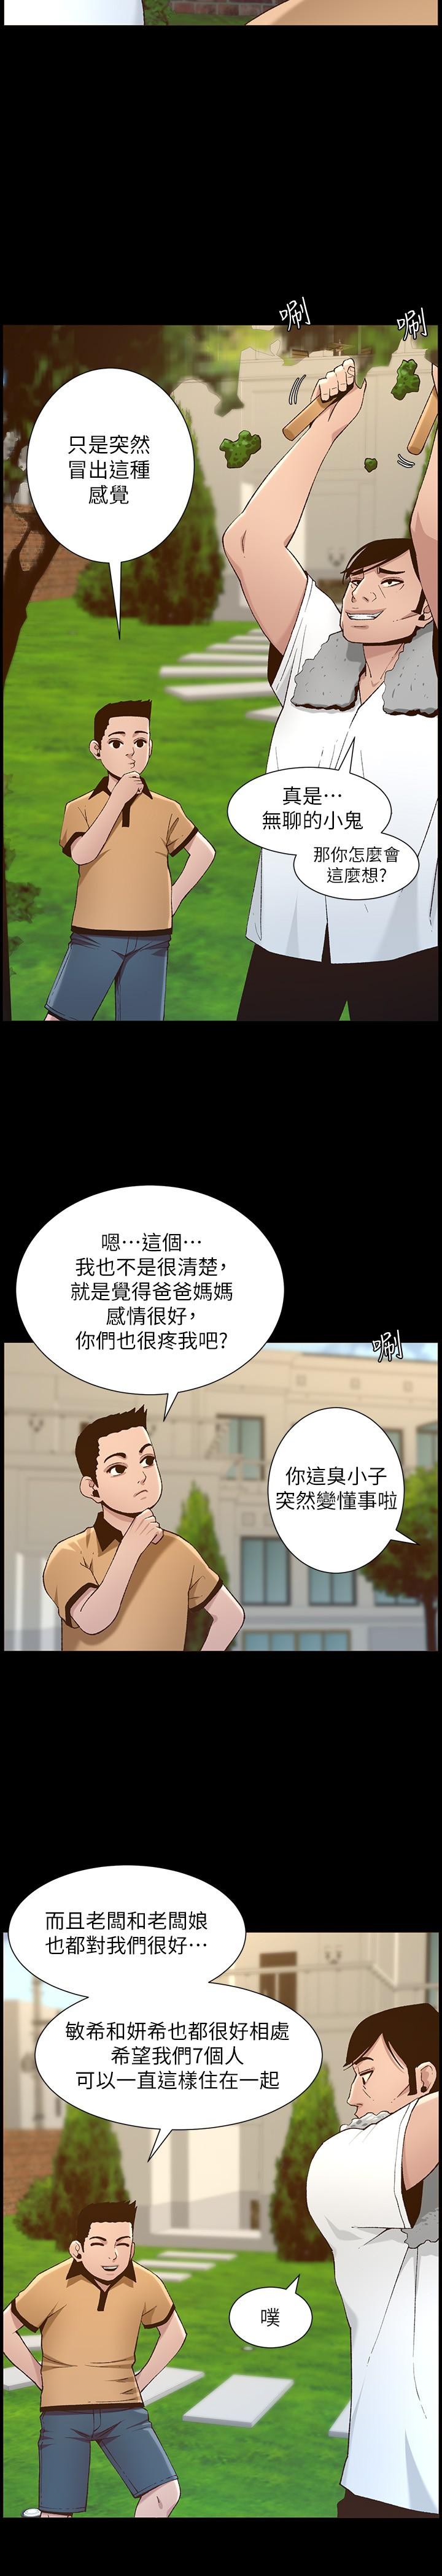 唰
唰
只是突然
冒出這種
感覺
真是…
無聊的小鬼
那你怎麼會
這麼想?
嗯…這個…
我也不是很清楚,
就是覺得爸爸媽媽
感情很好,
你們也很疼我吧?
唰
你這臭小子
突然變懂事啦
而且老闆和老闆娘
也都對我們很好…
敏希和妍希也都很好相處
希望我們7個人
可以一直這樣住在一起
噗